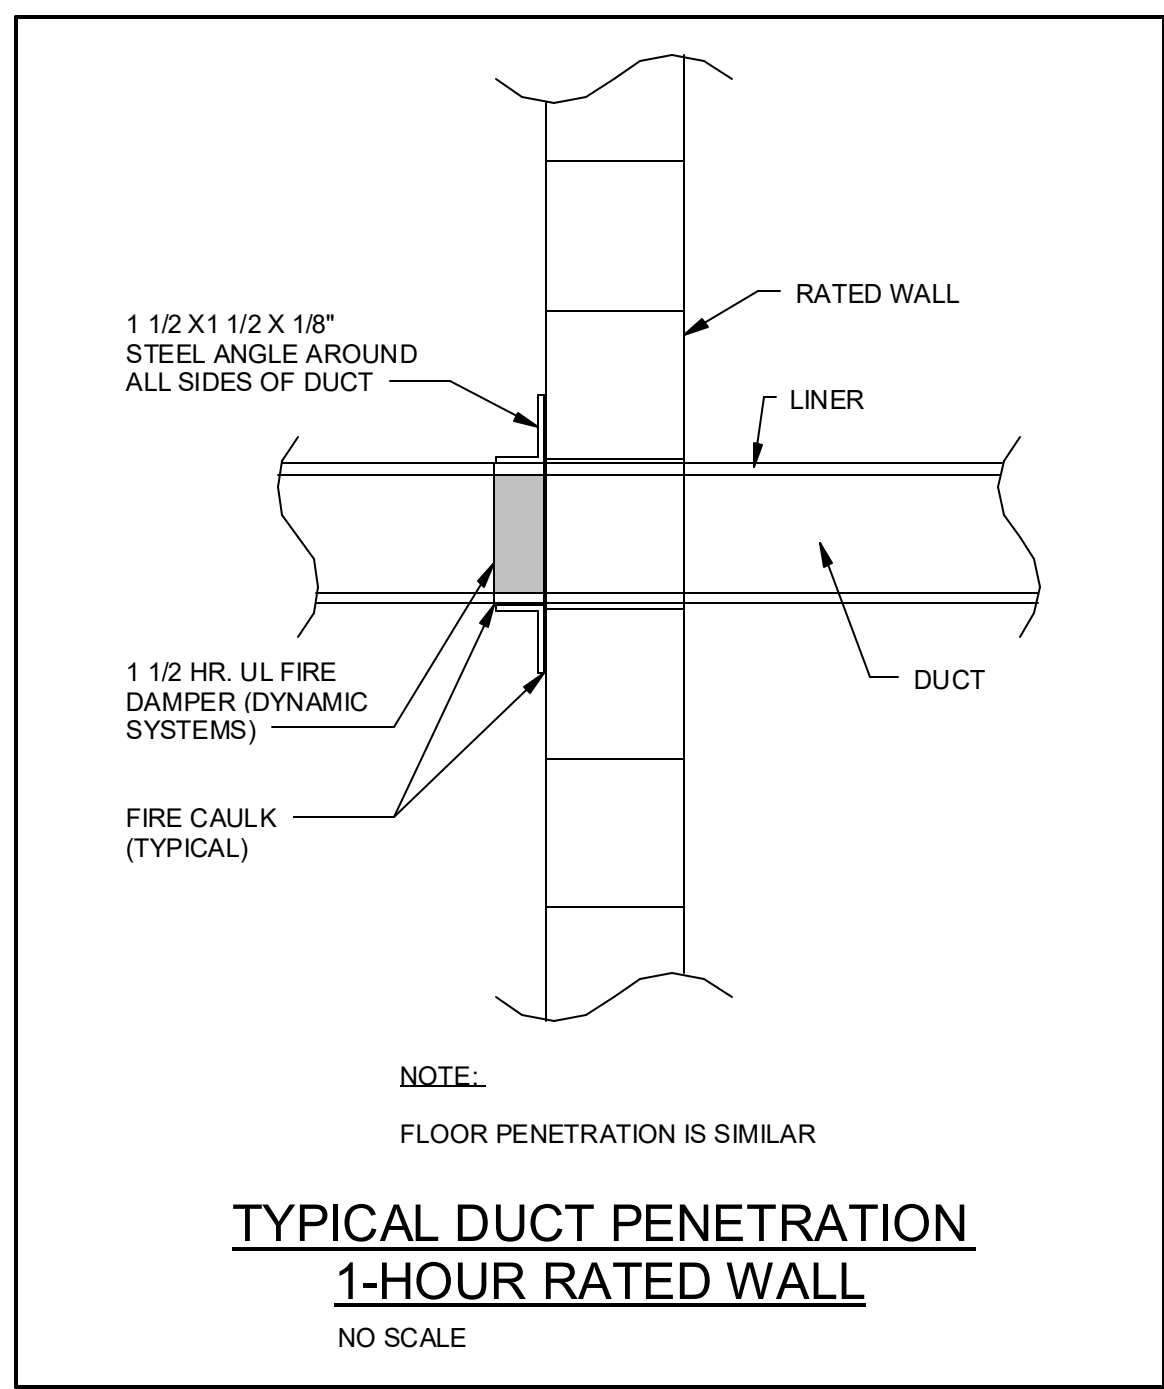 1 1/2 X1 1/2 X 1/8"
STEEL ANGLE AROUND
ALL SIDES OF DUCT
RATED WALL
LINER
1 1/2 HR. UL FIRE
DAMPER (DYNAMIC
SYSTEMS)
DUCT
FIRE CAULK
(TYPICAL)
NOTE:
FLOOR PENETRATION IS SIMILAR
TYPICAL DUCT PENETRATION
1-HOUR RATED WALL
NO SCALE